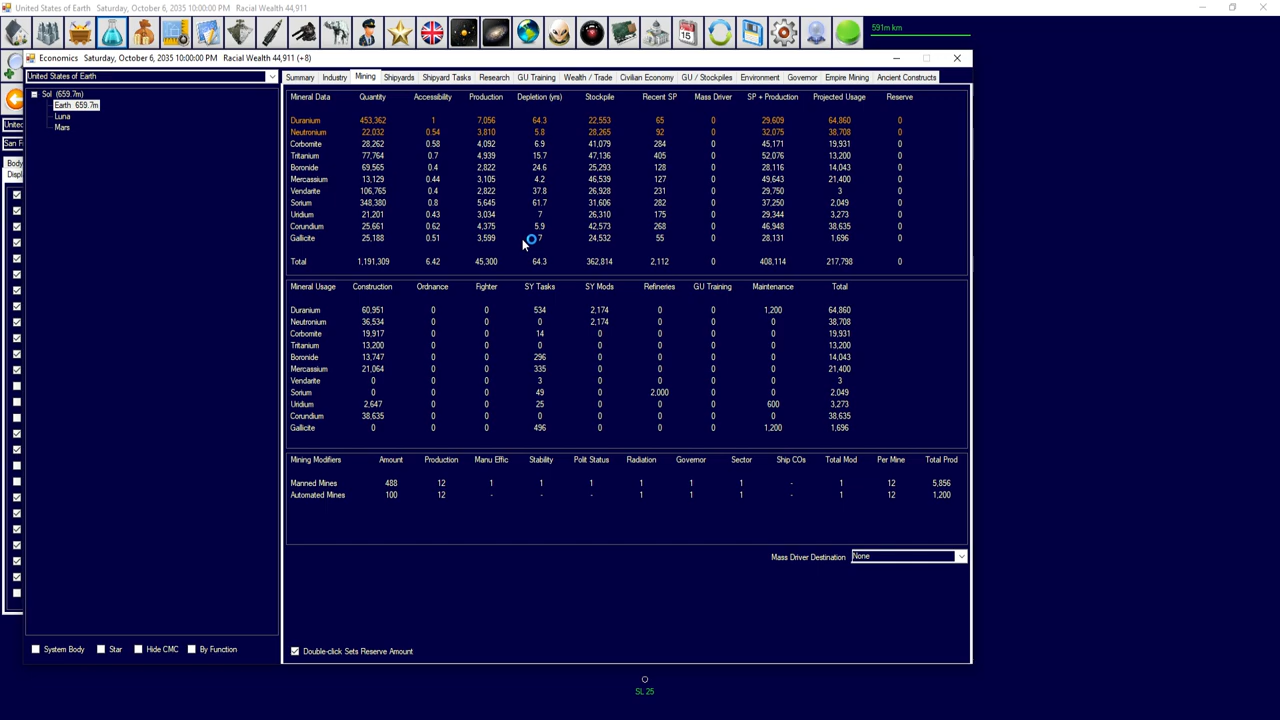 United States of Earth   Saturday, October 6, 2035 10:00:00 PM   Racial Wealth 44,911
591m km
Economics   Saturday, October 6, 2035 10:00:00 PM   Racial Wealth 44,911 (+8)
United States of Earth
Summary Industry Mining Shipyards Shipyard Tasks Research GU Training Wealth / Trade Civilian Economy GU / Stockpiles Environment Governor Empire Mining Ancient Constructs
Sol (659.7m)
Earth 659.7m
Luna
Mars
Mineral Data Quantity Accessibility Production Depletion (yrs) Stockpile Recent SP Mass Driver SP + Production Projected Usage Reserve
Duranium 453,362 1 7,056 64.3 22,553 65 0 29,609 64,860 0
Neutronium 22,032 0.54 3,810 5.8 28,265 92 0 32,075 38,708 0
Corbomite 28,262 0.58 4,092 6.9 41,079 284 0 45,171 19,931 0
Tritanium 77,764 0.7 4,939 15.7 47,136 405 0 52,076 13,200 0
Boronide 69,565 0.4 2,822 24.6 25,293 128 0 28,116 14,043 0
Mercassium 13,129 0.44 3,105 4.2 46,539 127 0 49,643 21,400 0
Vendarite 106,765 0.4 2,822 37.8 26,928 231 0 29,750 3 0
Sorium 348,380 0.8 5,645 61.7 31,606 282 0 37,250 2,049 0
Uridium 21,201 0.43 3,034 7 26,310 175 0 29,344 3,273 0
Corundium 25,661 0.62 4,375 5.9 42,573 268 0 46,948 38,635 0
Gallicite 25,188 0.51 3,599 7 24,532 55 0 28,131 1,696 0
Total 1,191,309 6.42 45,300 64.3 362,814 2,112 0 408,114 217,798 0
Mineral Usage Construction Ordnance Fighter SY Tasks SY Mods Refineries GU Training Maintenance Total
Duranium 60,951 0 0 534 2,174 0 0 1,200 64,860
Neutronium 36,534 0 0 0 2,174 0 0 0 38,708
Corbomite 19,917 0 0 14 0 0 0 0 19,931
Tritanium 13,200 0 0 0 0 0 0 0 13,200
Boronide 13,747 0 0 296 0 0 0 0 14,043
Mercassium 21,064 0 0 335 0 0 0 0 21,400
Vendarite 0 0 0 3 0 0 0 0 3
Sorium 0 0 0 49 0 2,000 0 0 2,049
Uridium 2,647 0 0 25 0 0 0 600 3,273
Corundium 38,635 0 0 0 0 0 0 0 38,635
Gallicite 0 0 0 496 0 0 0 1,200 1,696
Mining Modifiers Amount Production Manu Effic Stability Polit Status Radiation Governor Sector Ship COs Total Mod Per Mine Total Prod
Manned Mines 488 12 1 1 1 1 1 1 - 1 12 5,856
Automated Mines 100 12 - - - 1 1 1 - 1 12 1,200
Mass Driver Destination None
System Body Star Hide CMC By Function
Double-click Sets Reserve Amount
SL 25